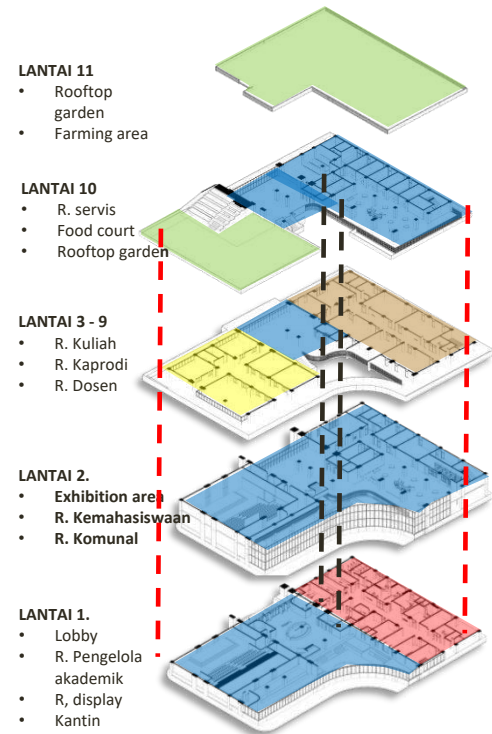 LANTAI 11
• Rooftop
garden
• Farming area
LANTAI 10
• R. servis
• Food court
• Rooftop garden
LANTAI 3 - 9
• R. Kuliah
• R. Kaprodi
• R. Dosen
LANTAI 2.
• Exhibition area
• R. Kemahasiswaan
• R. Komunal
LANTAI 1.
• Lobby
• R. Pengelola
akademik
• R, display
• Kantin